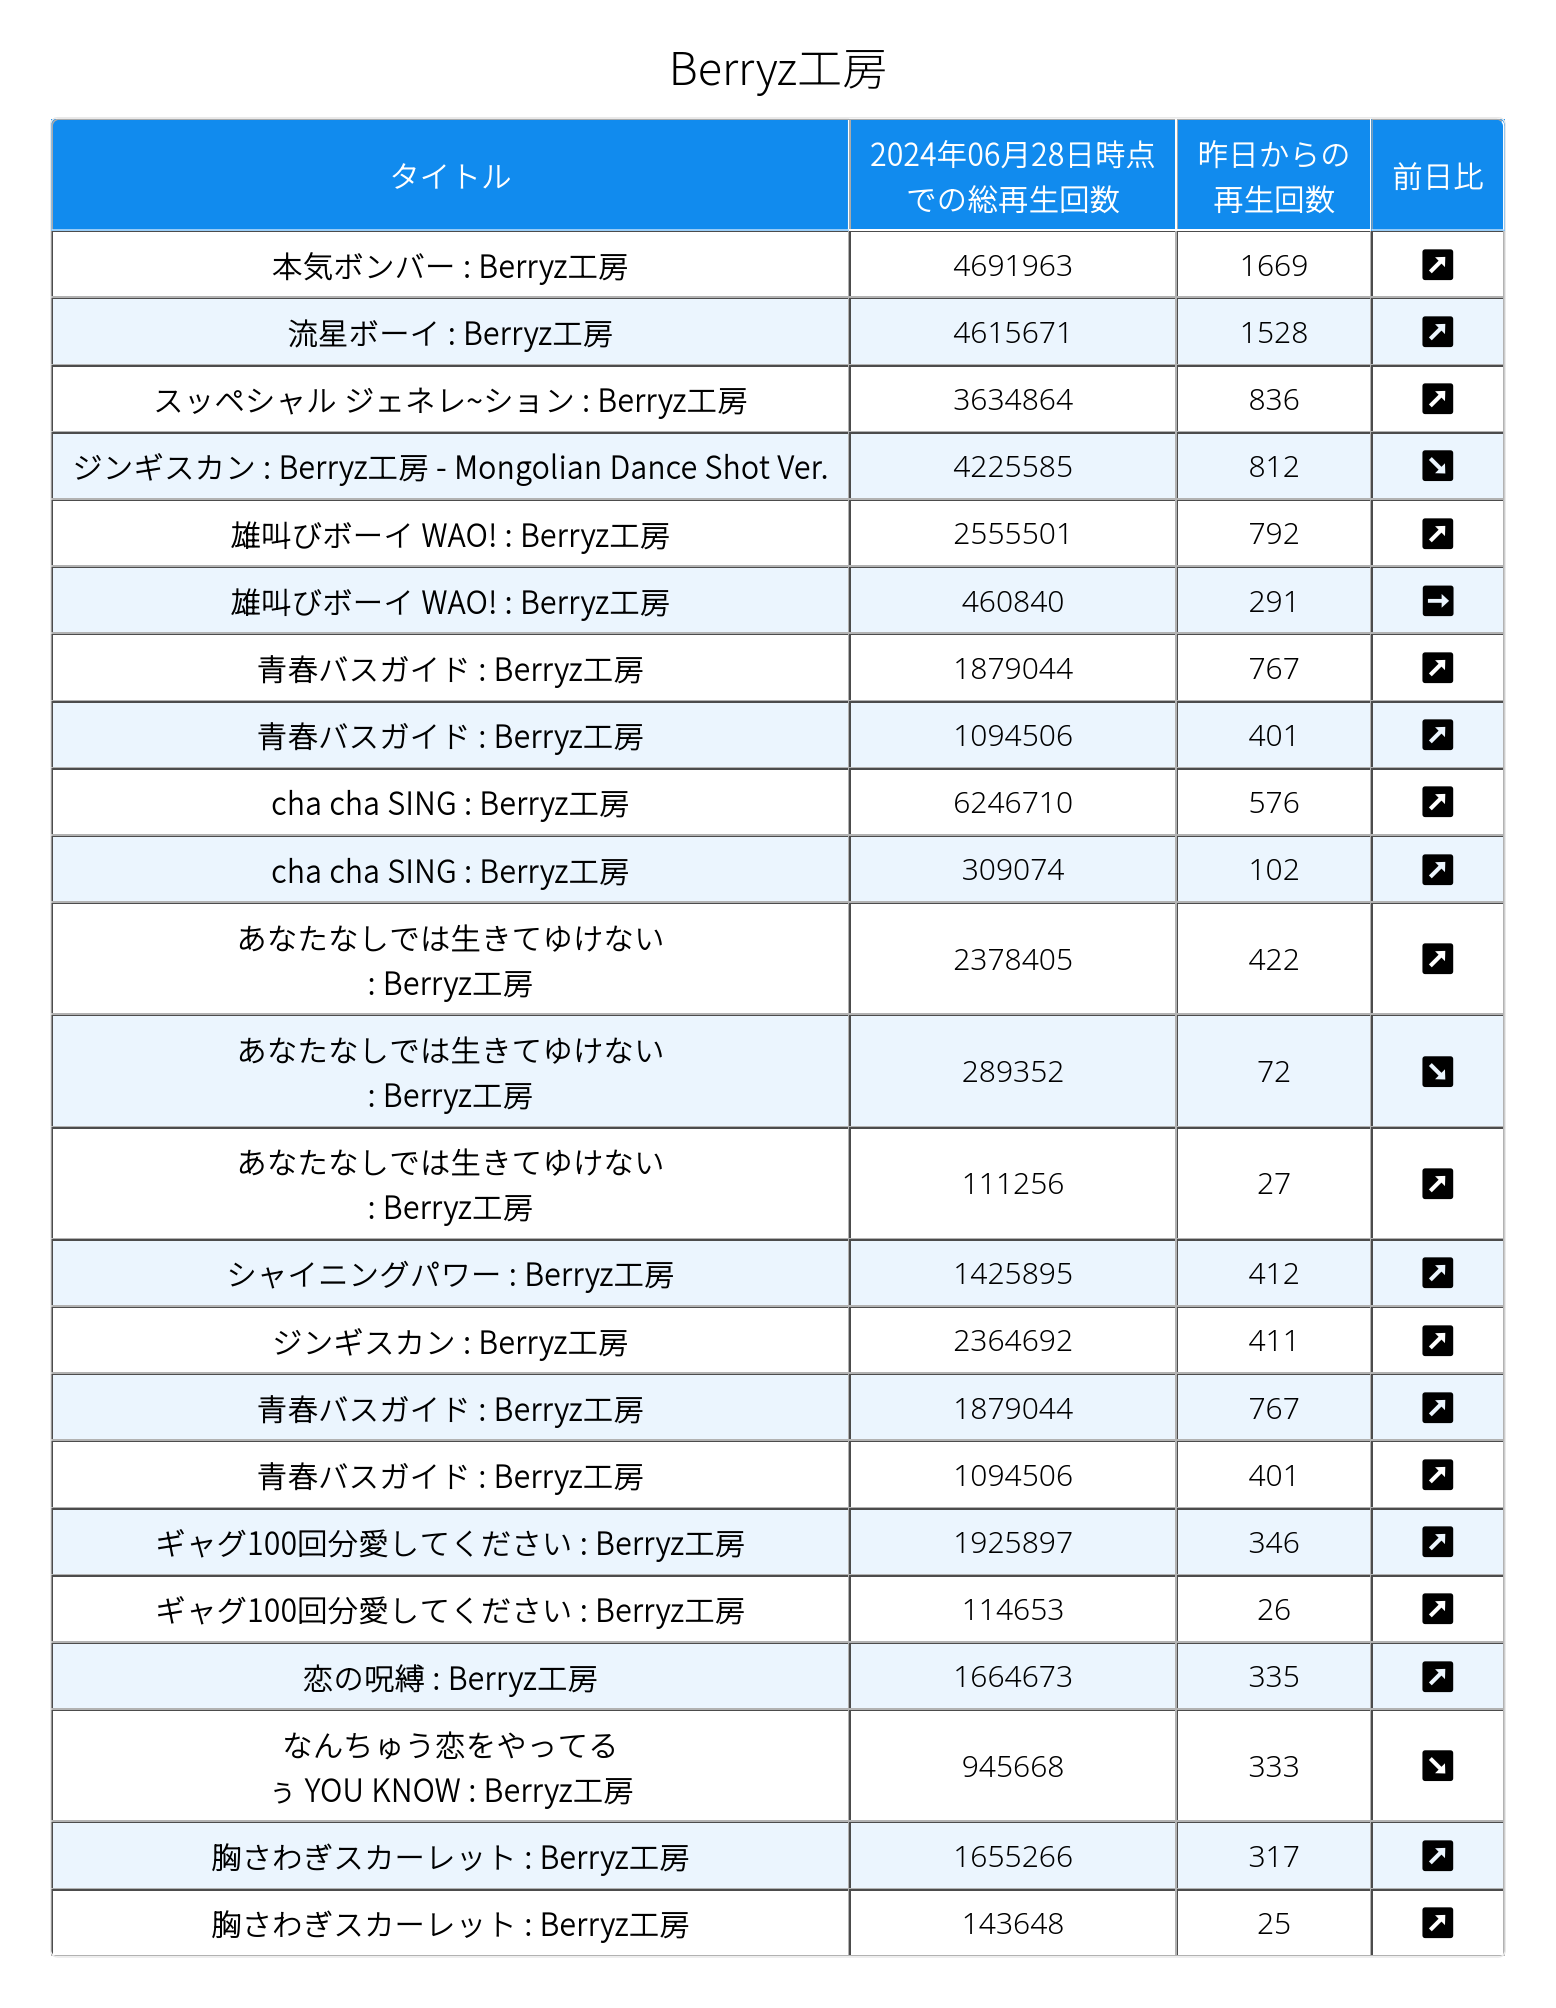 Berryz工房
タイトル
2024年06月28日時点
での総再生回数
昨日からの
再生回数
前日比
本気ボンバー : Berryz工房 4691963 1669
流星ボーイ : Berryz工房 4615671 1528
スッペシャル ジェネレ~ション : Berryz工房 3634864 836
ジンギスカン : Berryz工房 - Mongolian Dance Shot Ver. 4225585 812
雄叫びボーイ WAO! : Berryz工房 2555501 792
雄叫びボーイ WAO! : Berryz工房 460840 291
青春バスガイド : Berryz工房 1879044 767
青春バスガイド : Berryz工房 1094506 401
cha cha SING : Berryz工房 6246710 576
cha cha SING : Berryz工房 309074 102
あなたなしでは生きてゆけない
: Berryz工房 2378405 422
あなたなしでは生きてゆけない
: Berryz工房 289352 72
あなたなしでは生きてゆけない
: Berryz工房 111256 27
シャイニングパワー : Berryz工房 1425895 412
ジンギスカン : Berryz工房 2364692 411
青春バスガイド : Berryz工房 1879044 767
青春バスガイド : Berryz工房 1094506 401
ギャグ100回分愛してください : Berryz工房 1925897 346
ギャグ100回分愛してください : Berryz工房 114653 26
恋の呪縛 : Berryz工房 1664673 335
なんちゅう恋をやってる
ぅ YOU KNOW : Berryz工房 945668 333
胸さわぎスカーレット : Berryz工房 1655266 317
胸さわぎスカーレット : Berryz工房 143648 25